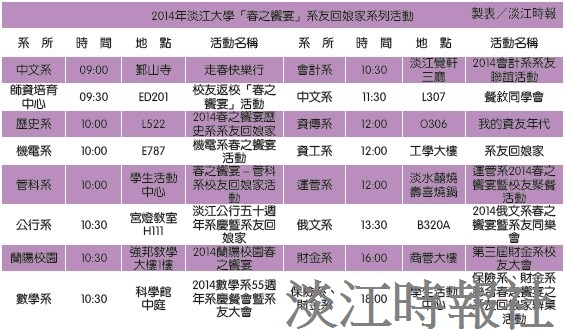 2014年淡江大學「春之饗宴」系友回娼家系列活動
製表／淡江時報
系 所 時 間 地 點 活動名稱 系 所 時 間 地 點 活動名稱
中文系 09:00 鄞山寺 走春快樂行
會計系 10:30 淡江覺軒三廳 2014會計系系友聯誼活動
師資培育中心 09:30 ED201 校友返校「春之饗宴」活動
中文系 11:30 L307 餐敘同學會
歷史系 10:00 L522 2014春之饗宴歷史系系友回娘家
資傳系 12:00 O306 我的資友年代
機電系 10:00 E787 機電系春之饗宴活動
資工系 12:00 工學大樓 系友回娘家
管科系 10:00 學生活動中心 春之饗宴－管科系校友回娘家活動
運管系 12:00 淡水囍燒壽喜燒鍋 運管系2014春之饗宴暨校友聚餐活動
公行系 10:30 宮燈教室H111 淡江公行五十週年系慶暨系友回娘家
俄文系 13:30 B320A 2014俄文系春之饗宴暨系友同樂會
蘭陽校園 10:30 強邦教學大樓1樓 2014蘭陽校園春之饗宴
財金系 16:00 商管大樓 第三屆財金系校友大會
數學系 10:30 科學館中庭 2014數學系55週年系慶餐會暨系友大會
保險系、財金系 18:00 學生活動中心 保險系、財金系
淡江時報社